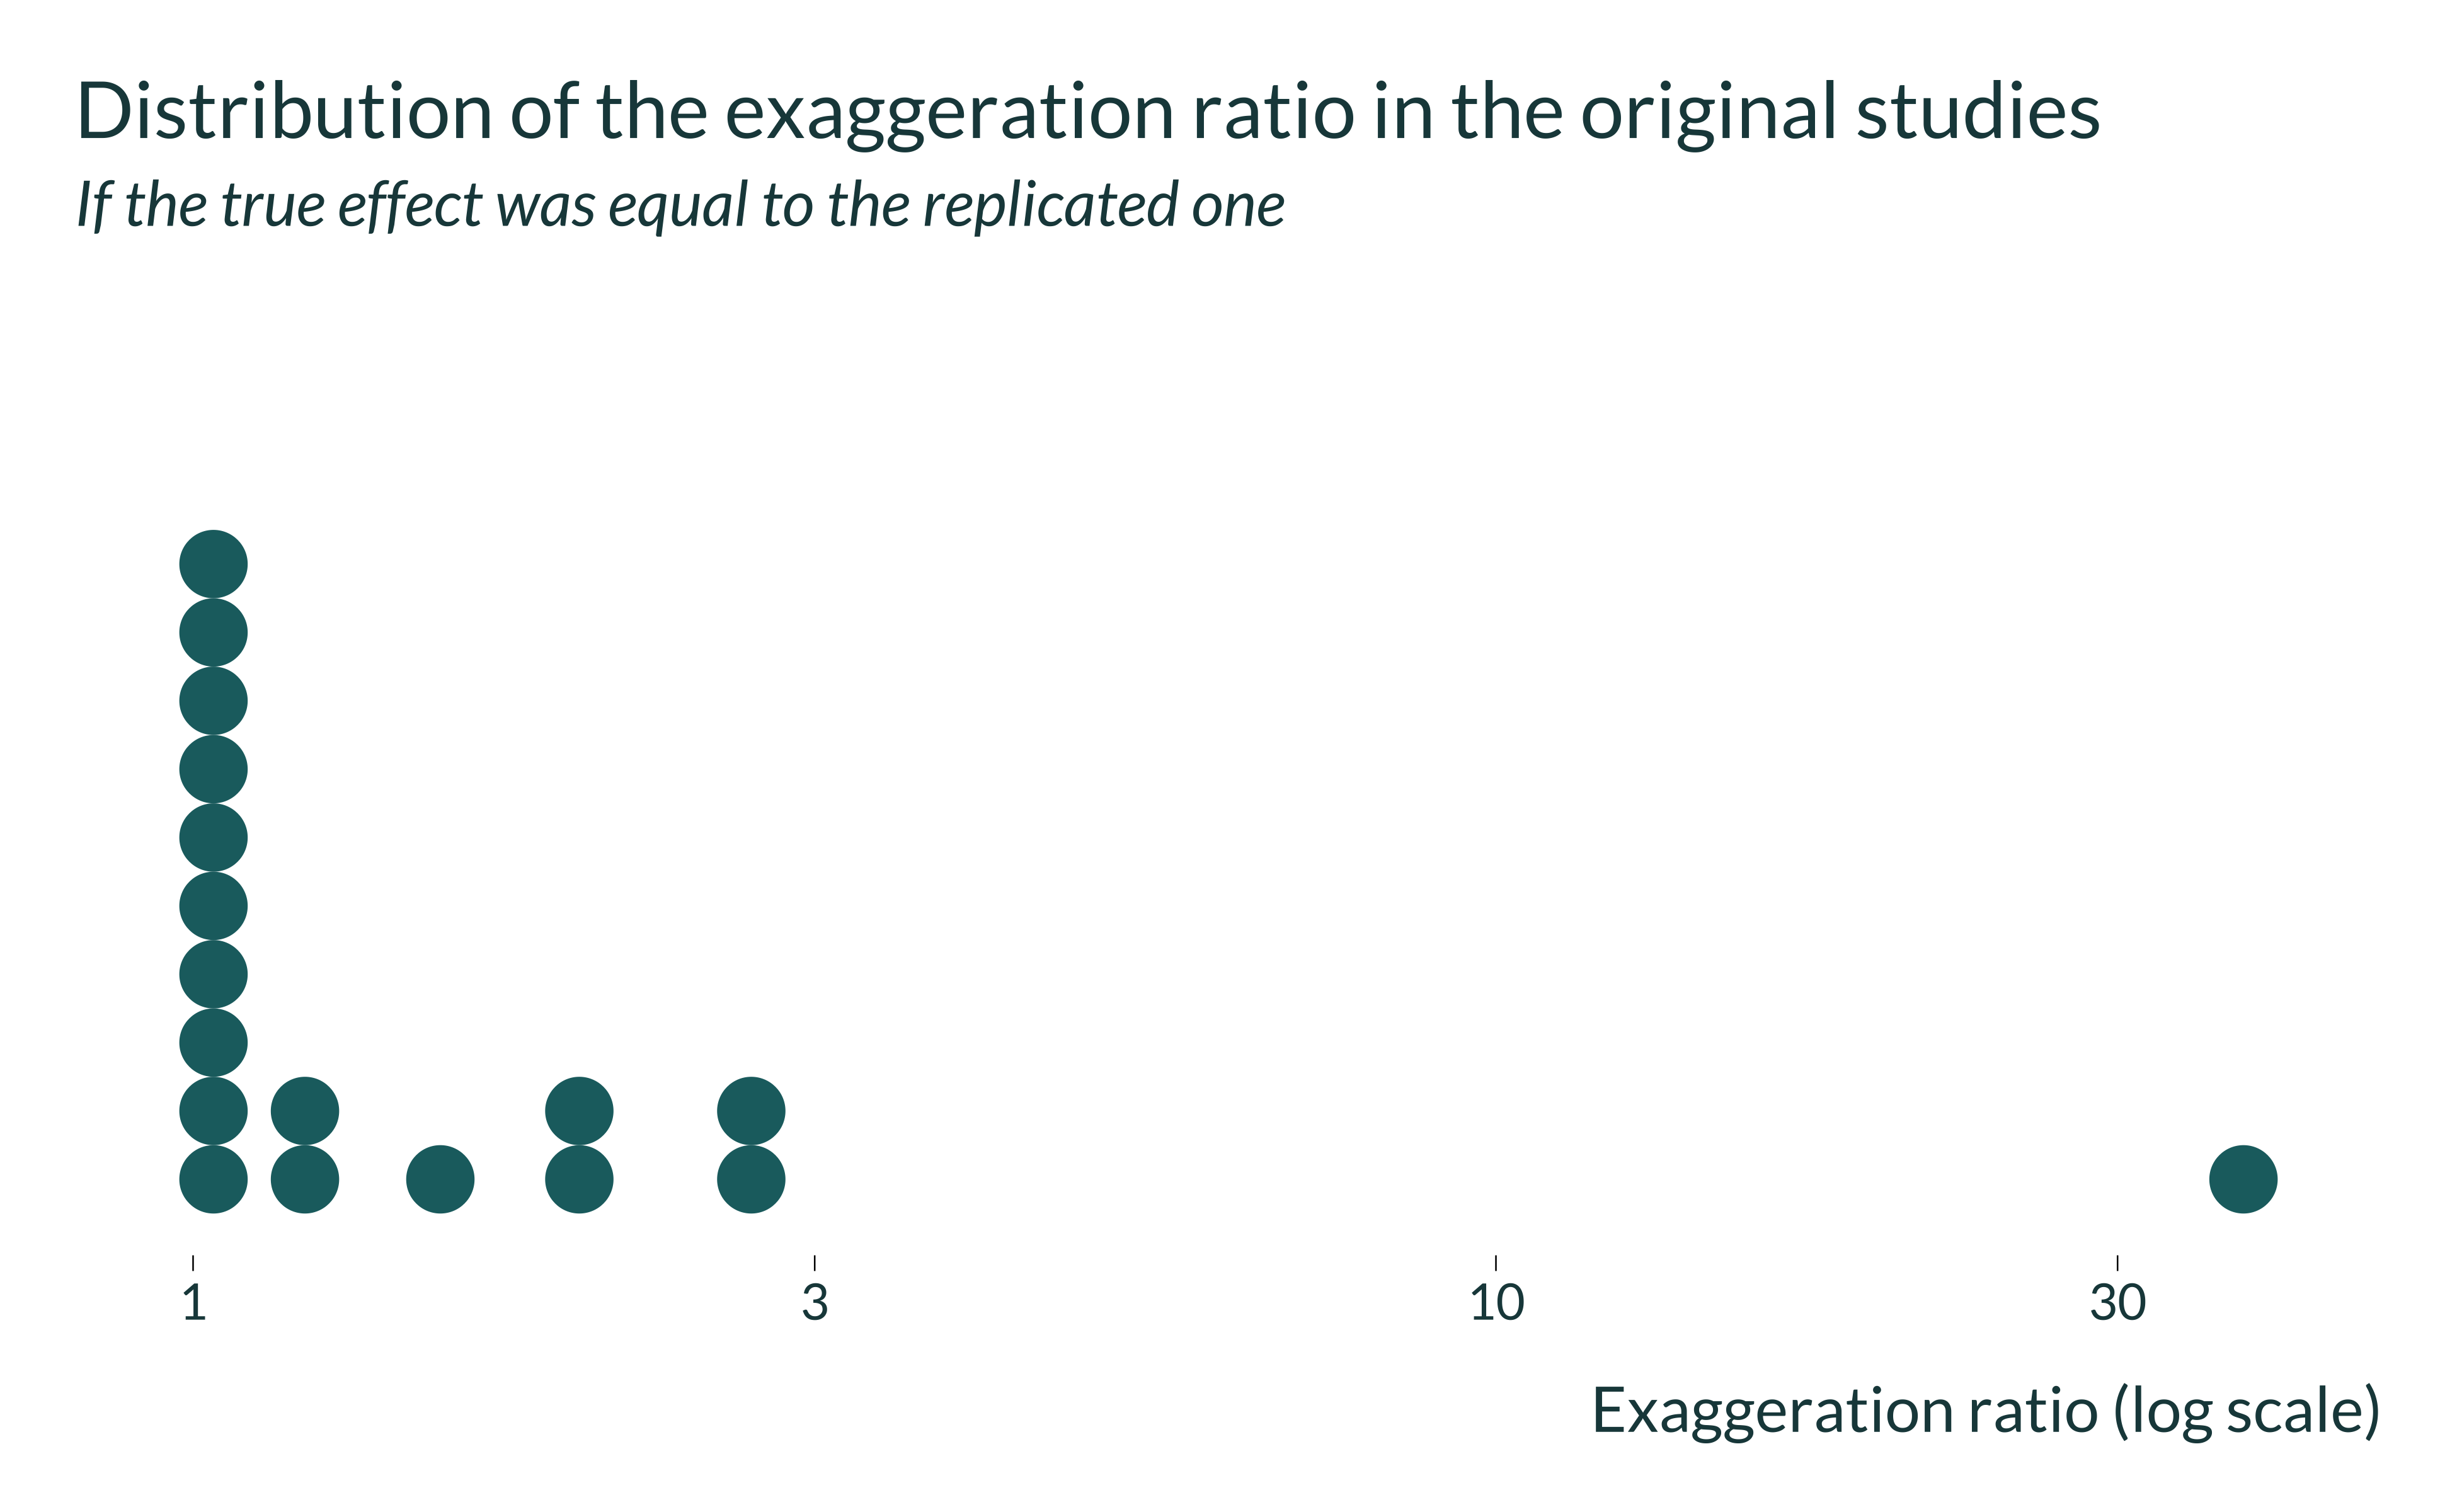 Distribution of the exaggeration ratio in the original studies
If the true effect was equal to the replicated one
1 3 10 30
Exaggeration ratio (log scale)